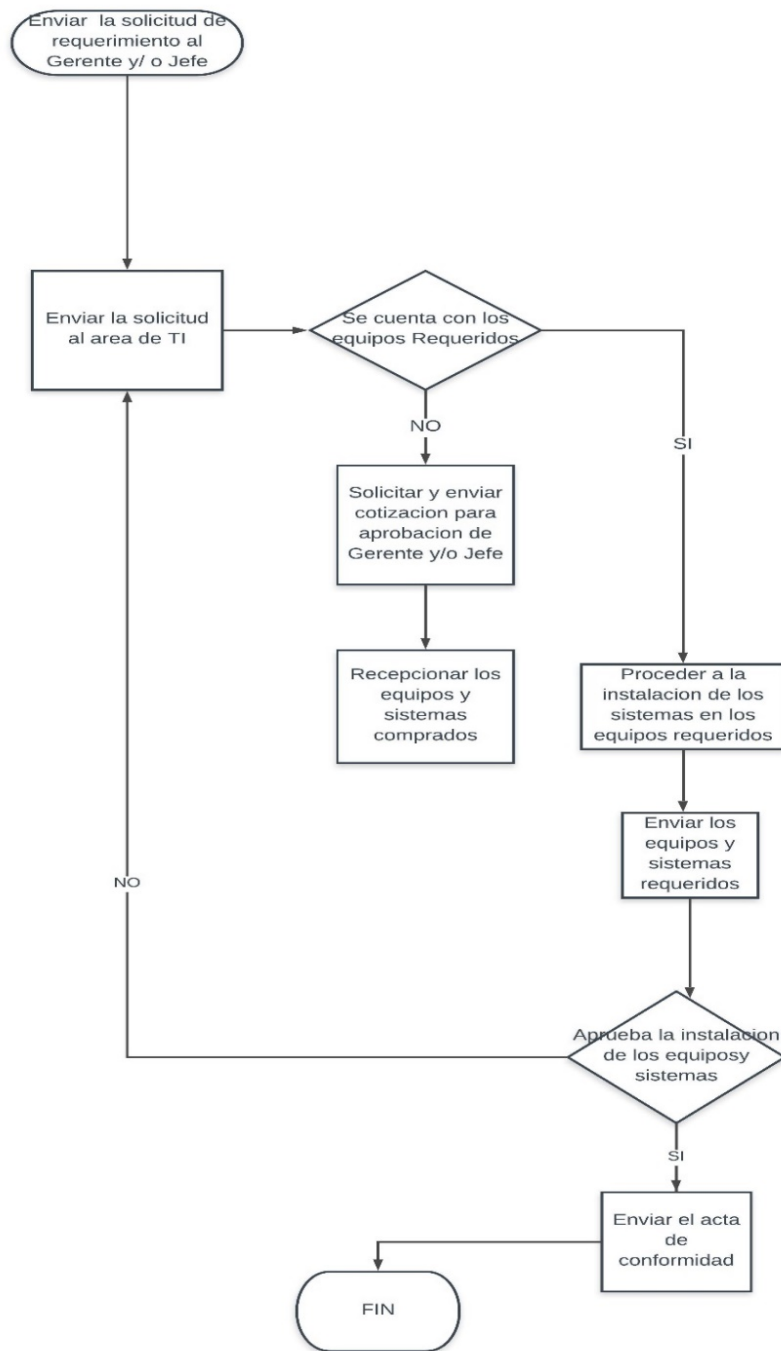 Enviar la solicitud de
requerimiento al
Gerente y/ o Jefe
Enviar la solicitud
al area de TI
Se cuenta con los
equipos Requeridos
NO
SI
Solicitar y enviar
cotizacion para
aprobacion de
Gerente y/o Jefe
Recepcionar los
equipos y
sistemas
comprados
Proceder a la
instalacion de los
sistemas en los
equipos requeridos
Enviar los
equipos y
sistemas
requeridos
NO
Aprueba la instalacion
de los equiposy
sistemas
SI
Enviar el acta
de
conformidad
FIN